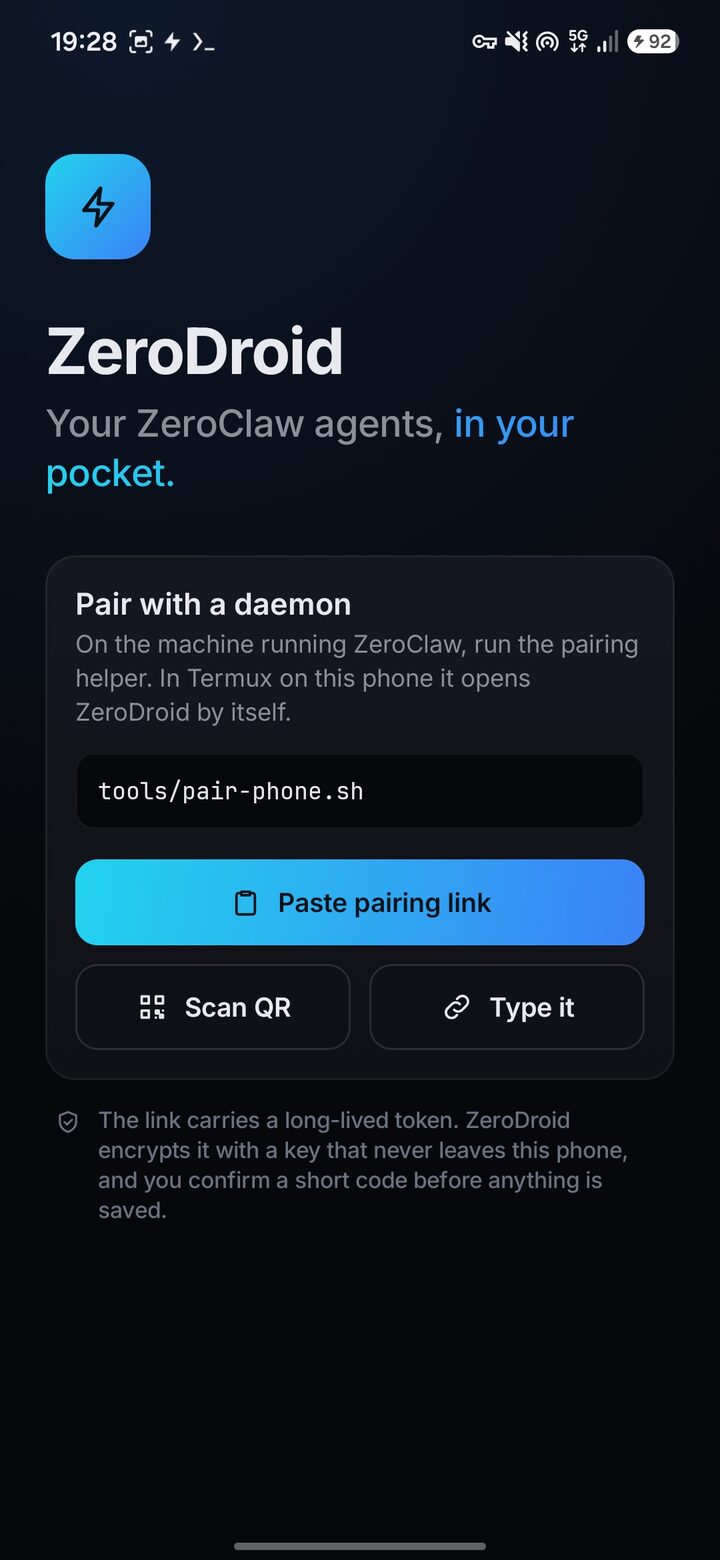 19:28
5G
92
ZeroDroid
Your ZeroClaw agents, in your
pocket.
Pair with a daemon
On the machine running ZeroClaw, run the pairing
helper. In Termux on this phone it opens
ZeroDroid by itself.
tools/pair-phone.sh
Paste pairing link
Scan QR
Type it
The link carries a long-lived token. ZeroDroid
encrypts it with a key that never leaves this phone,
and you confirm a short code before anything is
saved.